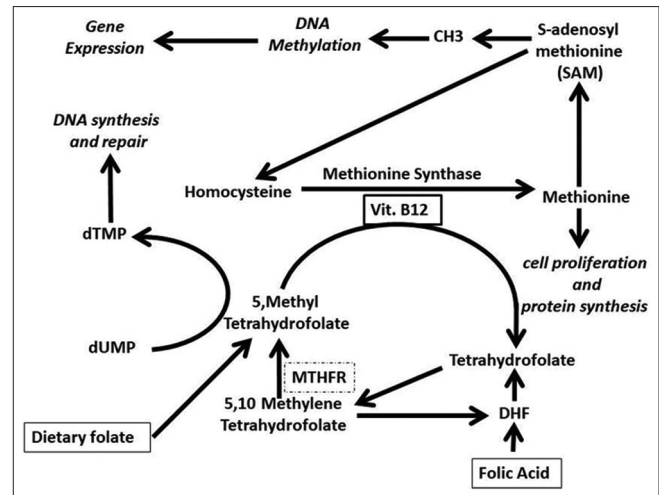 Gene
Expression
DNA
Methylation
CH3
S-adenosyl
methionine
(SAM)
DNA synthesis
and repair
Homocysteine
Methionine Synthase
Methionine
Vit. B12
dTMP
cell proliferation
and
protein synthesis
5,Methyl
Tetrahydrofolate
dUMP
Tetrahydrofolate
MTHFR
5,10 Methylene
Tetrahydrofolate
DHF
Dietary folate
Folic Acid